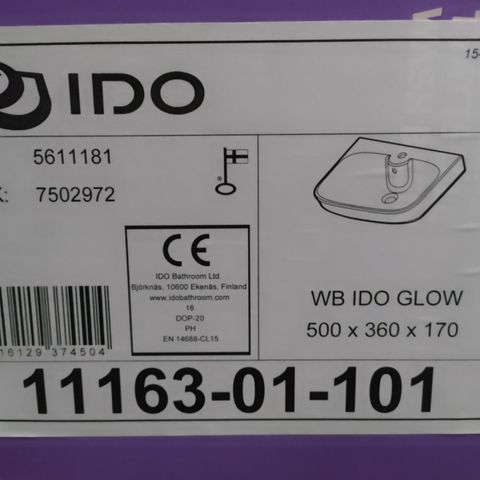 IDO
15-
5611181
K: 7502972
®
CE
IDO Bathroom Ltd.
Björknäs, 10600 Ekenäs, Finland
www.idobathroom.com
16
DOP-20
PH
EN 14688-CL15
WB IDO GLOW
500 x 360 x 170
16129 374504
11163-01-101